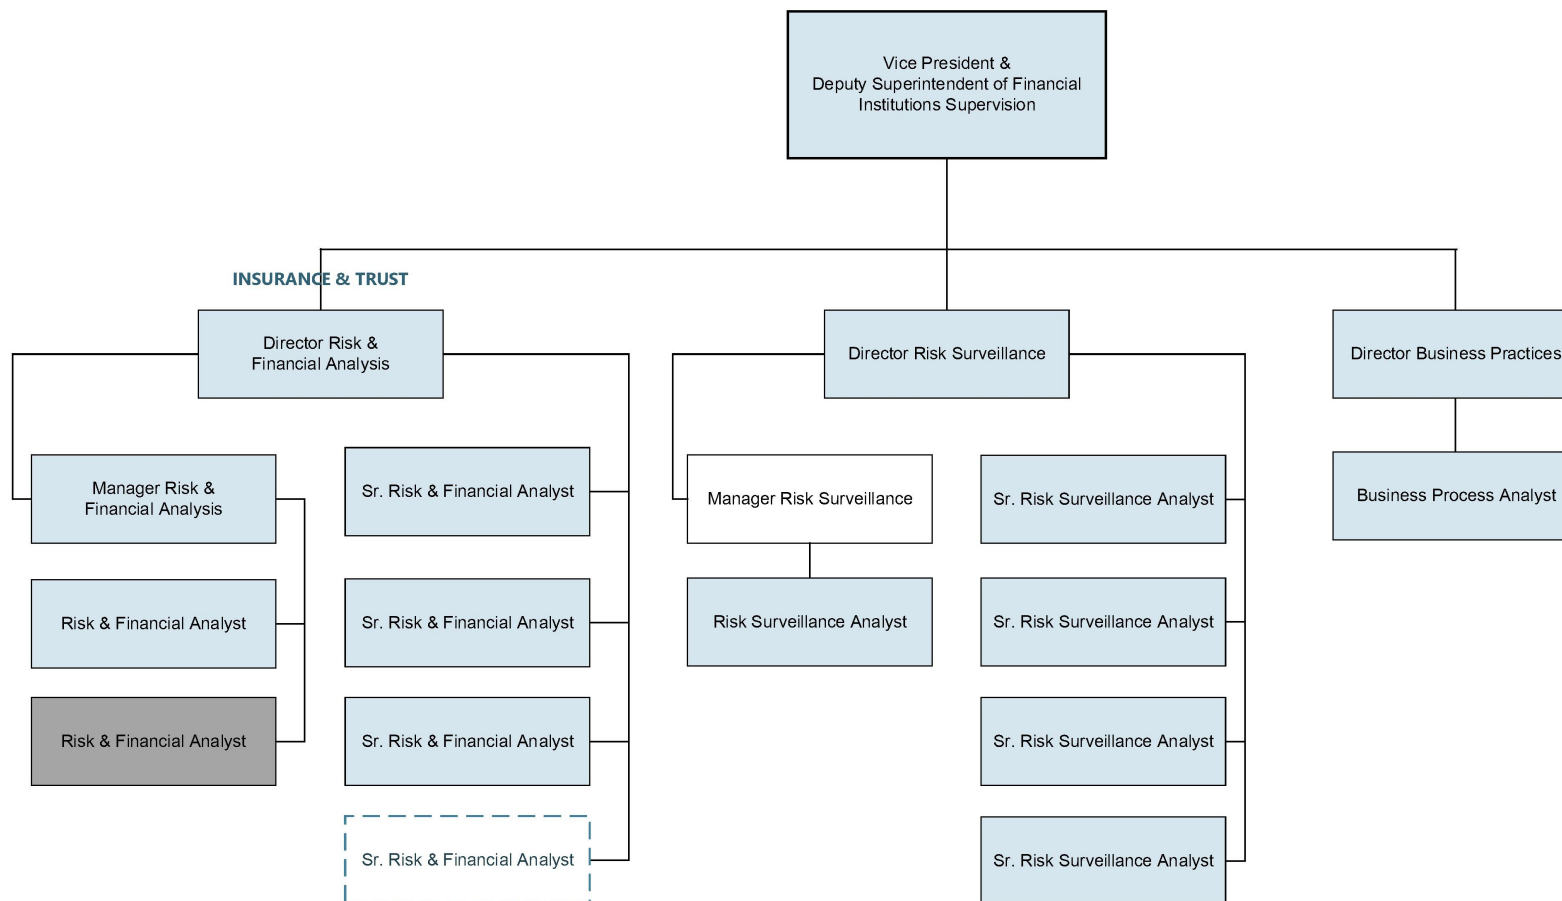 Vice President &
Deputy Superintendent of Financial
Institutions Supervision
INSURANCE & TRUST
Director Risk &
Financial Analysis
Director Risk Surveillance
Director Business Practices
Manager Risk &
Financial Analysis
Sr. Risk & Financial Analyst
Manager Risk Surveillance
Sr. Risk Surveillance Analyst
Business Process Analyst
Risk & Financial Analyst
Sr. Risk & Financial Analyst
Risk Surveillance Analyst
Sr. Risk Surveillance Analyst
Risk & Financial Analyst
Sr. Risk & Financial Analyst
Sr. Risk Surveillance Analyst
Sr. Risk & Financial Analyst
Sr. Risk Surveillance Analyst